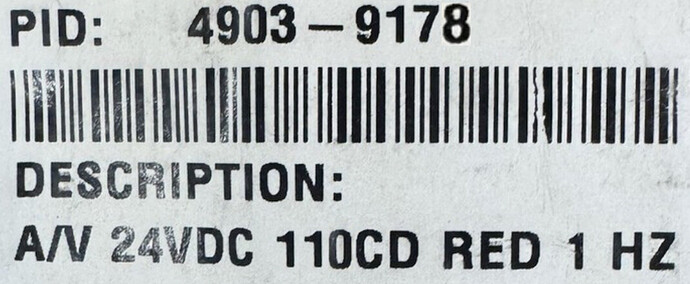 PID: 4903-9178
DESCRIPTION:
A/V 24VDC 110CD RED 1 HZ